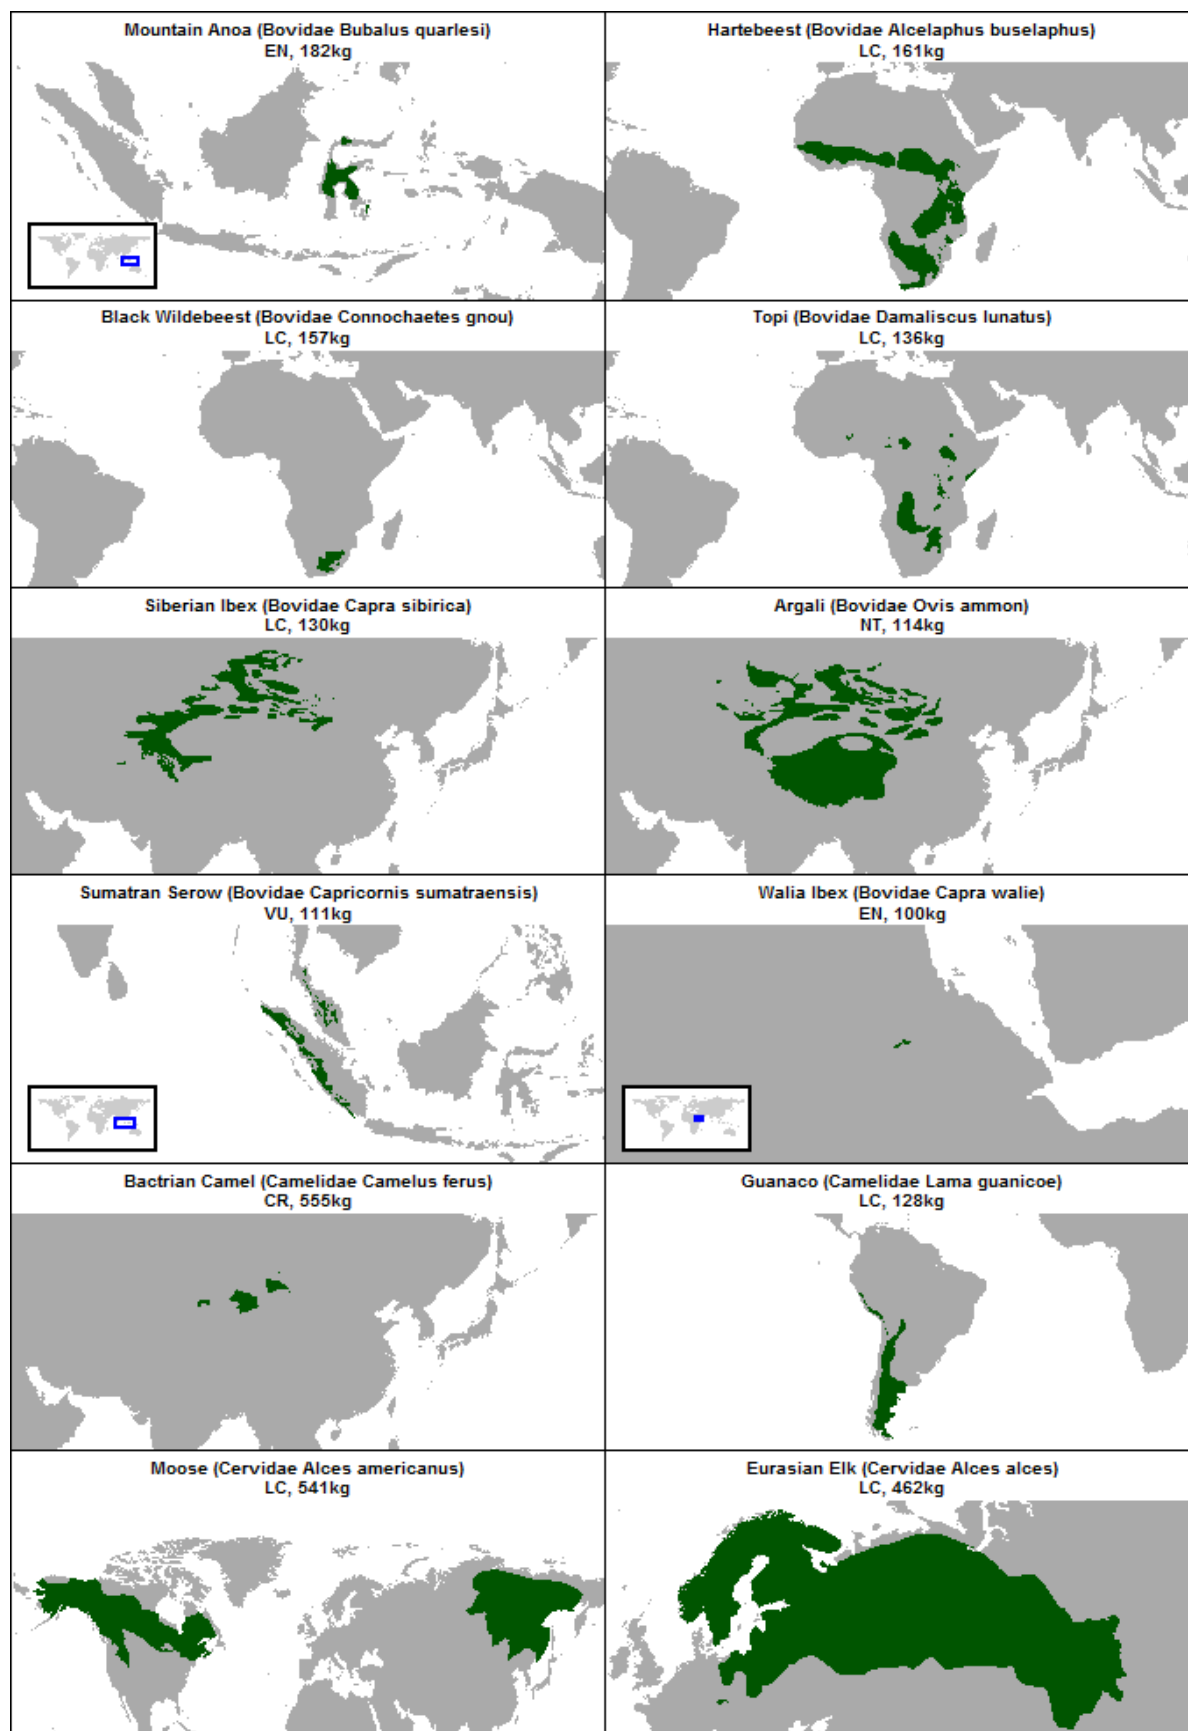 Mountain Anoa (Bovidae Bubalus quarlesi)
EN, 182kg
Hartebeest (Bovidae Alcelaphus buselaphus)
LC, 161kg
Black Wildebeest (Bovidae Connochaetes gnou)
LC, 157kg
Topi (Bovidae Damaliscus lunatus)
LC, 136kg
Siberian Ibex (Bovidae Capra sibirica)
LC, 130kg
Argali (Bovidae Ovis ammon)
NT, 114kg
Sumatran Serow (Bovidae Capricornis sumatraensis)
VU, 111kg
Walia Ibex (Bovidae Capra walie)
EN, 100kg
Bactrian Camel (Camelidae Camelus ferus)
CR, 555kg
Guanaco (Camelidae Lama guanicoe)
LC, 128kg
Moose (Cervidae Alces americanus)
LC, 541kg
Eurasian Elk (Cervidae Alces alces)
LC, 462kg